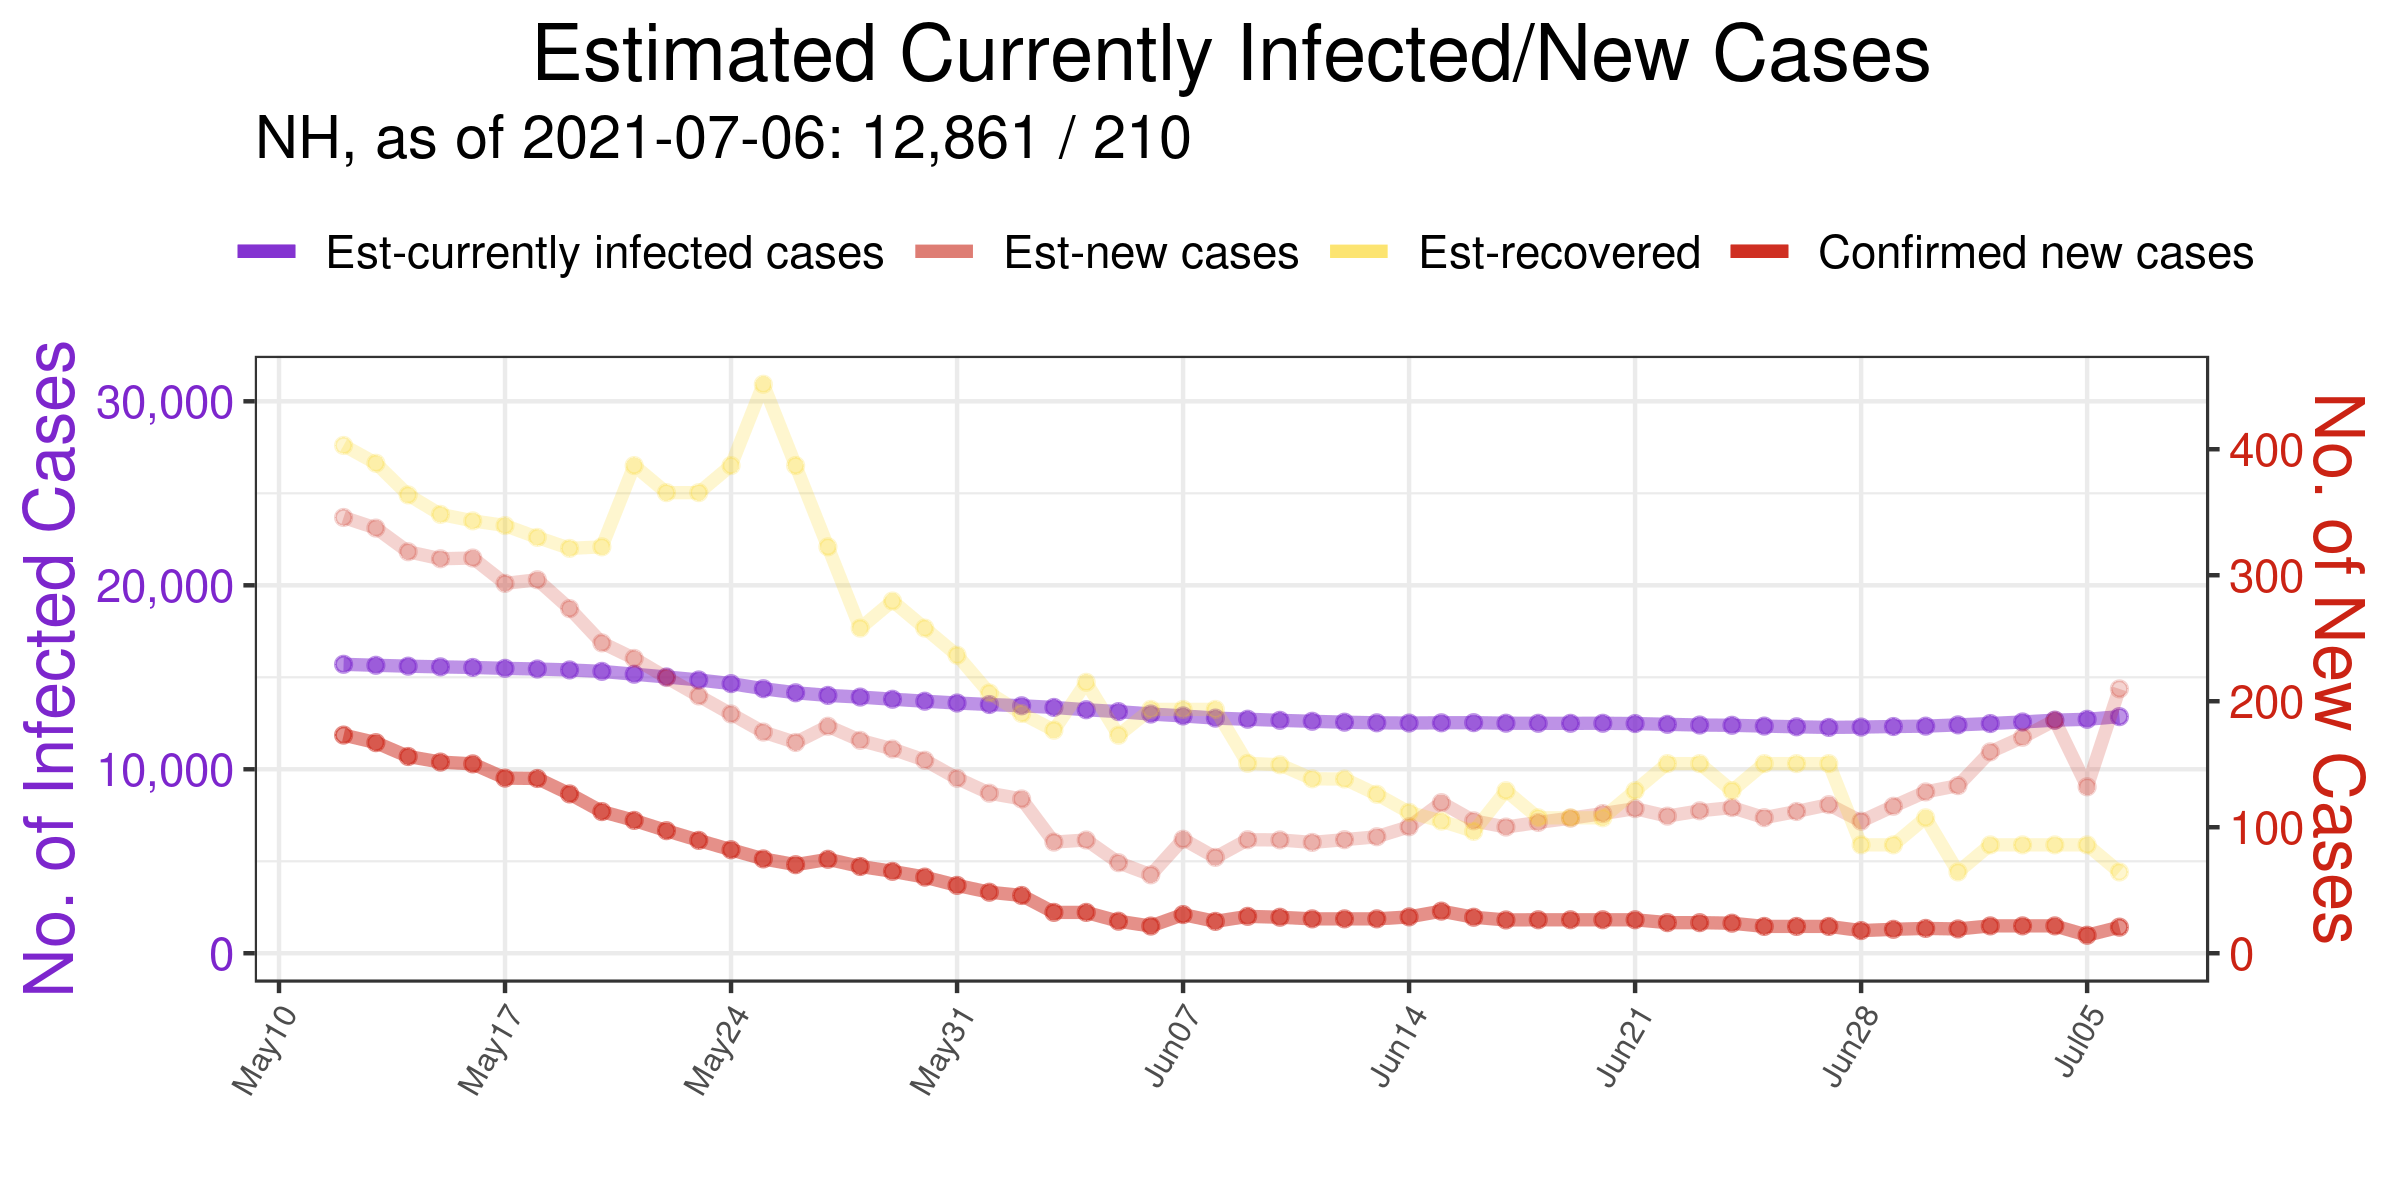 Estimated Currently Infected/New Cases
NH, as of 2021-07-06: 12,861 / 210
Est-currently infected cases Est-new cases Est-recovered Confirmed new cases
No. of Infected Cases
30,000
20,000
10,000
0
400
300
200
100
0
No. of New Cases
May10 May17 May24 May31 Jun07 Jun14 Jun21 Jun28 Jul05